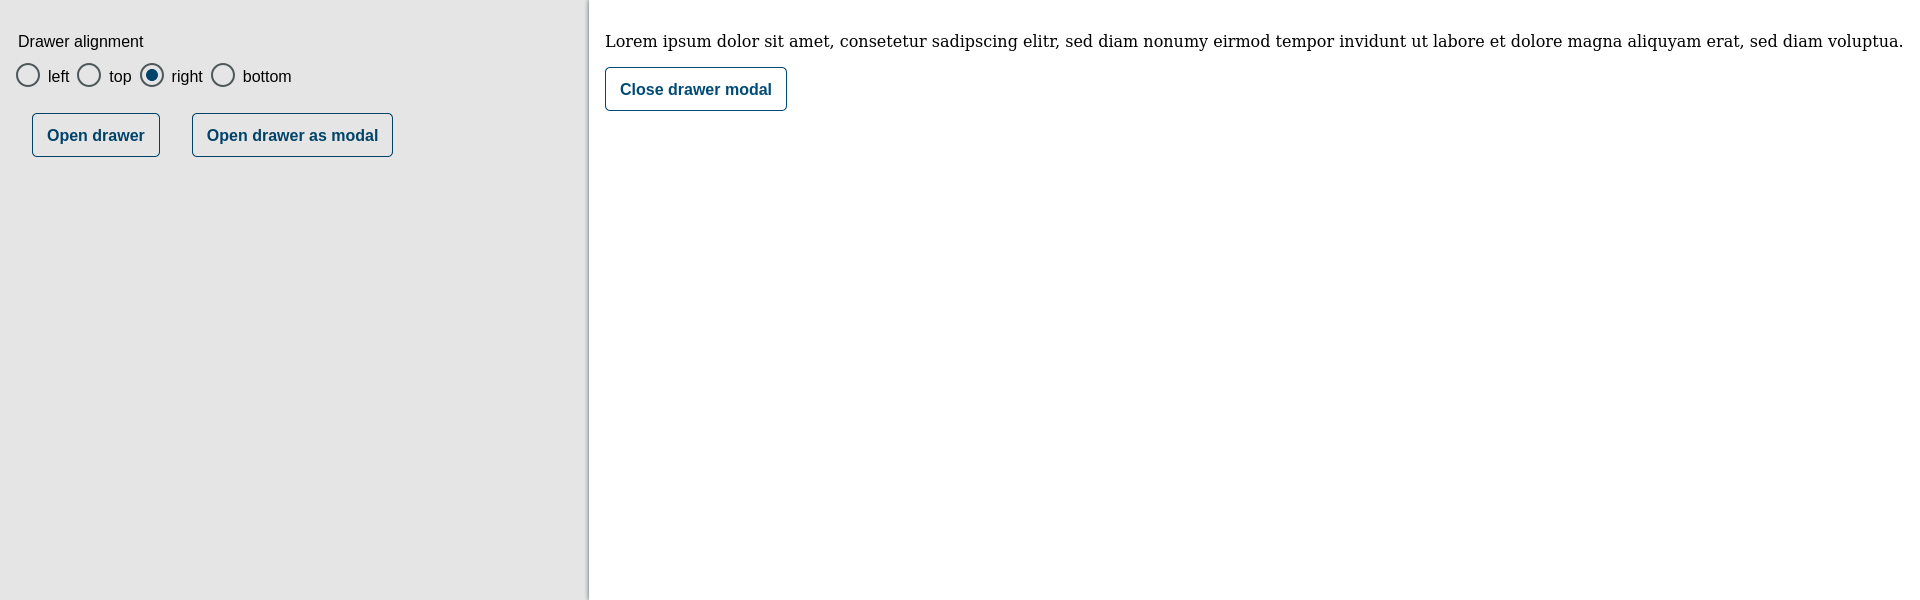 Drawer alignment
left top right bottom
Open drawer Open drawer as modal
Lorem ipsum dolor sit amet, consetetur sadipscing elitr, sed diam nonumy eirmod tempor invidunt ut labore et dolore magna aliquyam erat, sed diam voluptua.
Close drawer modal